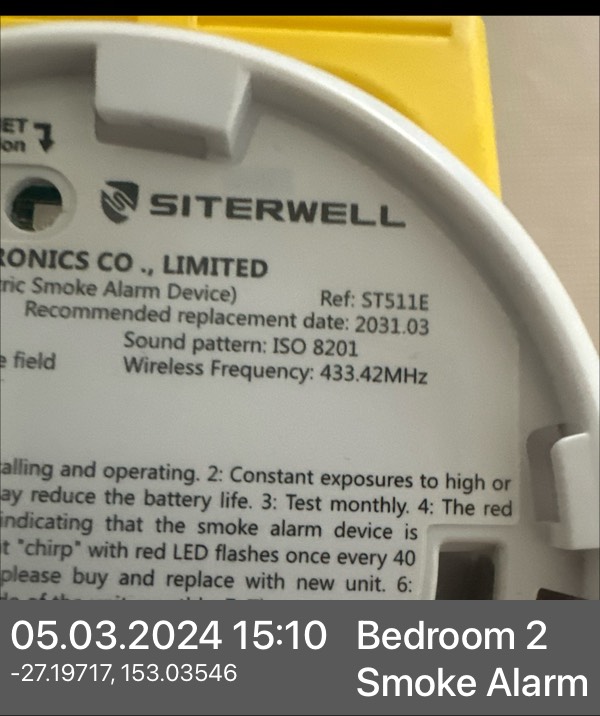 ET
on
SITERWELL
RONICS CO ., LIMITED
ric Smoke Alarm Device)
Ref: ST511E
Recommended replacement date: 2031.03
Sound pattern: ISO 8201
e field
Wireless Frequency: 433.42MHz
alling and operating. 2: Constant exposures to high or
ay reduce the battery life. 3: Test monthly. 4: The red
indicating that the smoke alarm device is
t "chirp" with red LED flashes once every 40
please buy and replace with new unit. 6:
05.03.2024 15:10
-27.19717, 153.03546
Bedroom 2
Smoke Alarm